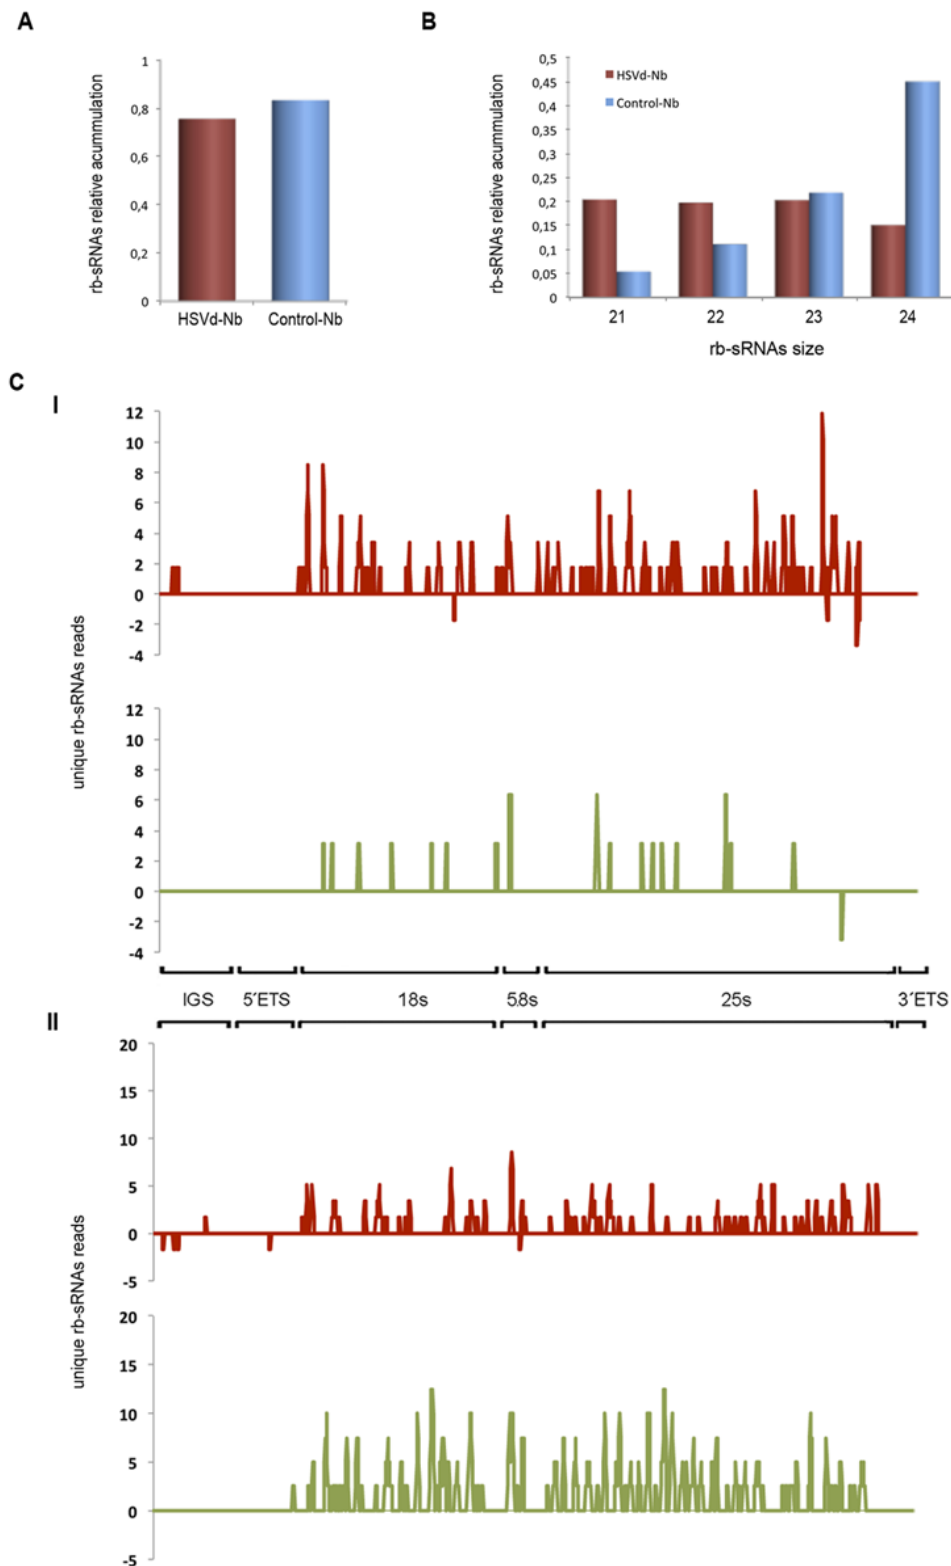 A
rb-sRNAs relative acummulation
1
0,8
0,6
0,4
0,2
0
HSVd-Nb
Control-Nb
B
rb-sRNAs relative acummulation
0,5
0,45
0,4
0,35
0,3
0,25
0,2
0,15
0,1
0,05
0
HSVd-Nb
Control-Nb
21
22
23
24
rb-sRNAs size
C
I
unique rb-sRNAs reads
12
10
8
6
4
2
0
-2
-4
12
10
8
6
4
2
0
-2
-4
IGS
5´ETS
18s
58s
25s
3´ETS
II
unique rb-sRNAs reads
20
15
10
5
0
-5
20
15
10
5
0
-5